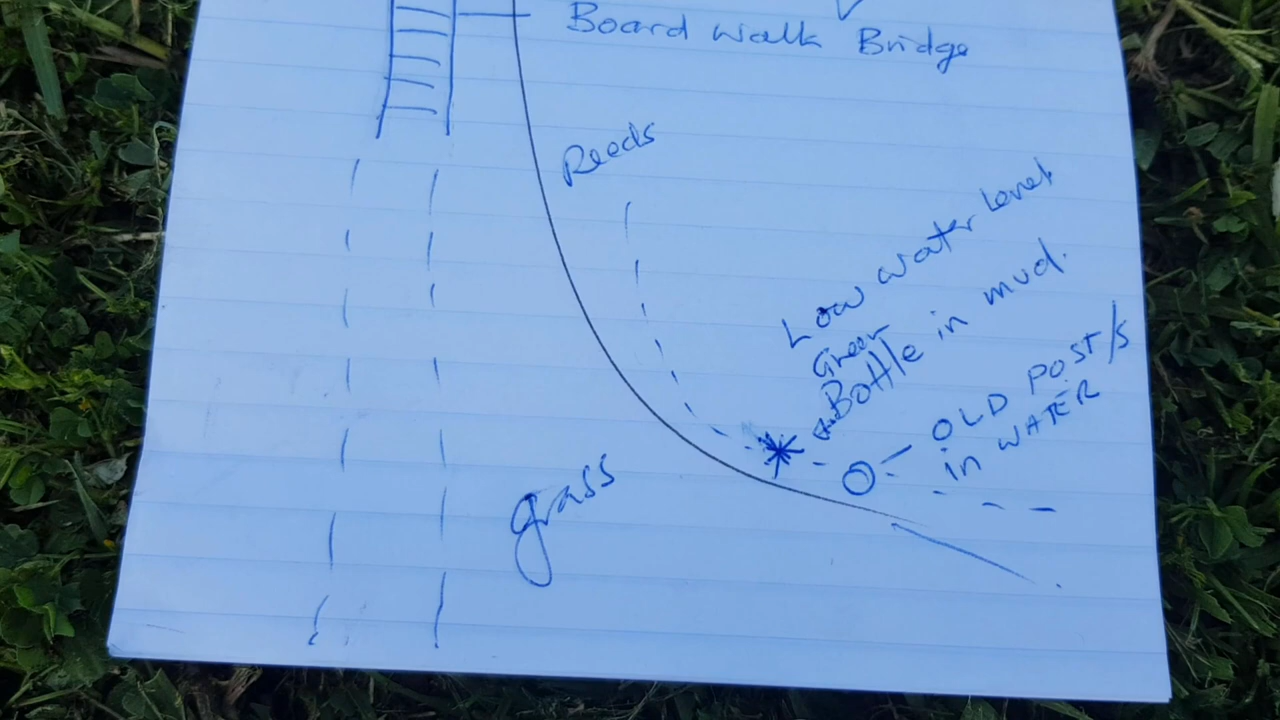 Board Walk Bridge
Reeds
Low water Level
Green
Bottle in mud.
OLD POST/S
in WATER
grass